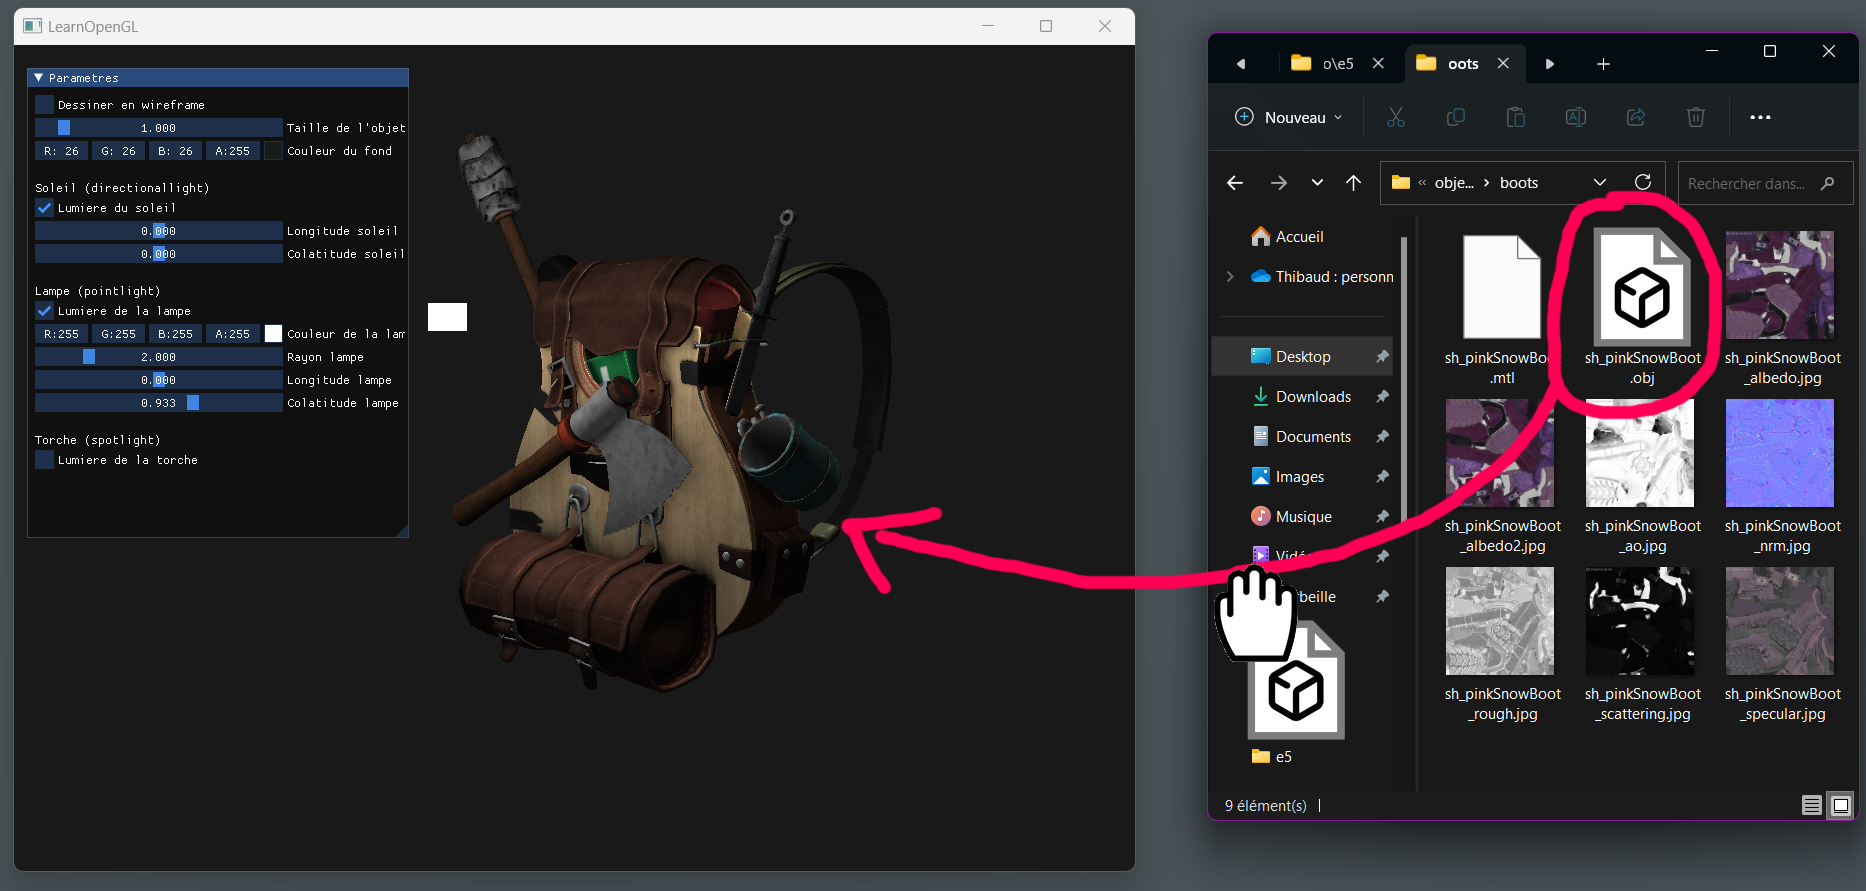 LearnOpenGL
Parametres
Dessiner en wireframe
1.000 Taille de l'objet
R: 26 G: 26 B: 26 A:255 Couleur du fond
Soleil (directionallight)
Lumiere du soleil
0.000 Longitude soleil
0.000 Colatitude soleil
Lampe (pointlight)
Lumiere de la lampe
R:255 G:255 B:255 A:255 Couleur de la lam
2.000 Rayon lampe
0.000 Longitude lampe
0.933 Colatitude lampe
Torche (spotlight)
Lumiere de la torche
o\e5
oots
Nouveau
« obje... › boots
Rechercher dans...
Accueil
Thibaud : personn
Desktop
Downloads
Documents
Images
Musique
e5
sh_pinkSnowBo
.mtl
sh_pinkSnowBoot
.obj
sh_pinkSnowBoot
_albedo.jpg
sh_pinkSnowBoot
_albedo2.jpg
sh_pinkSnowBoot
_ao.jpg
sh_pinkSnowBoot
_nrm.jpg
sh_pinkSnowBoot
_rough.jpg
sh_pinkSnowBoot
_scattering.jpg
sh_pinkSnowBoot
_specular.jpg
9 élément(s)